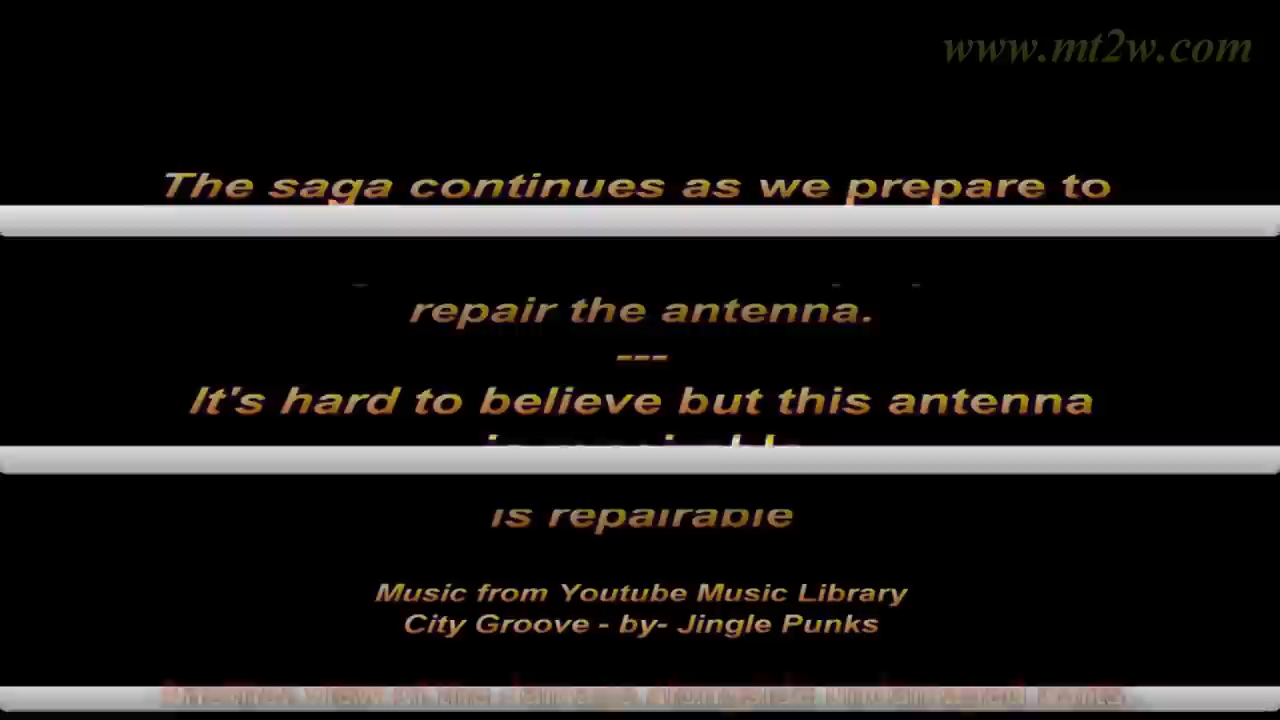 www.mt2w.com
The saga continues as we prepare to
repair the antenna.
---
It's hard to believe but this antenna
is repairable
Music from Youtube Music Library
City Groove - by- Jingle Punks